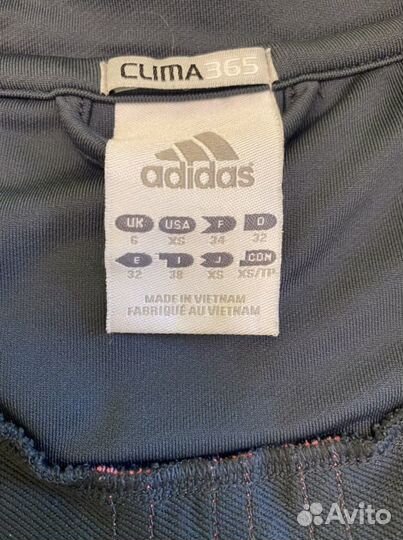 CLIMA365
adidas
UK USA F D
6 XS 34 32
E I J CDN
32 38 XS XS/TP
MADE IN VIETNAM
FABRIQUÉ AU VIETNAM
Avito